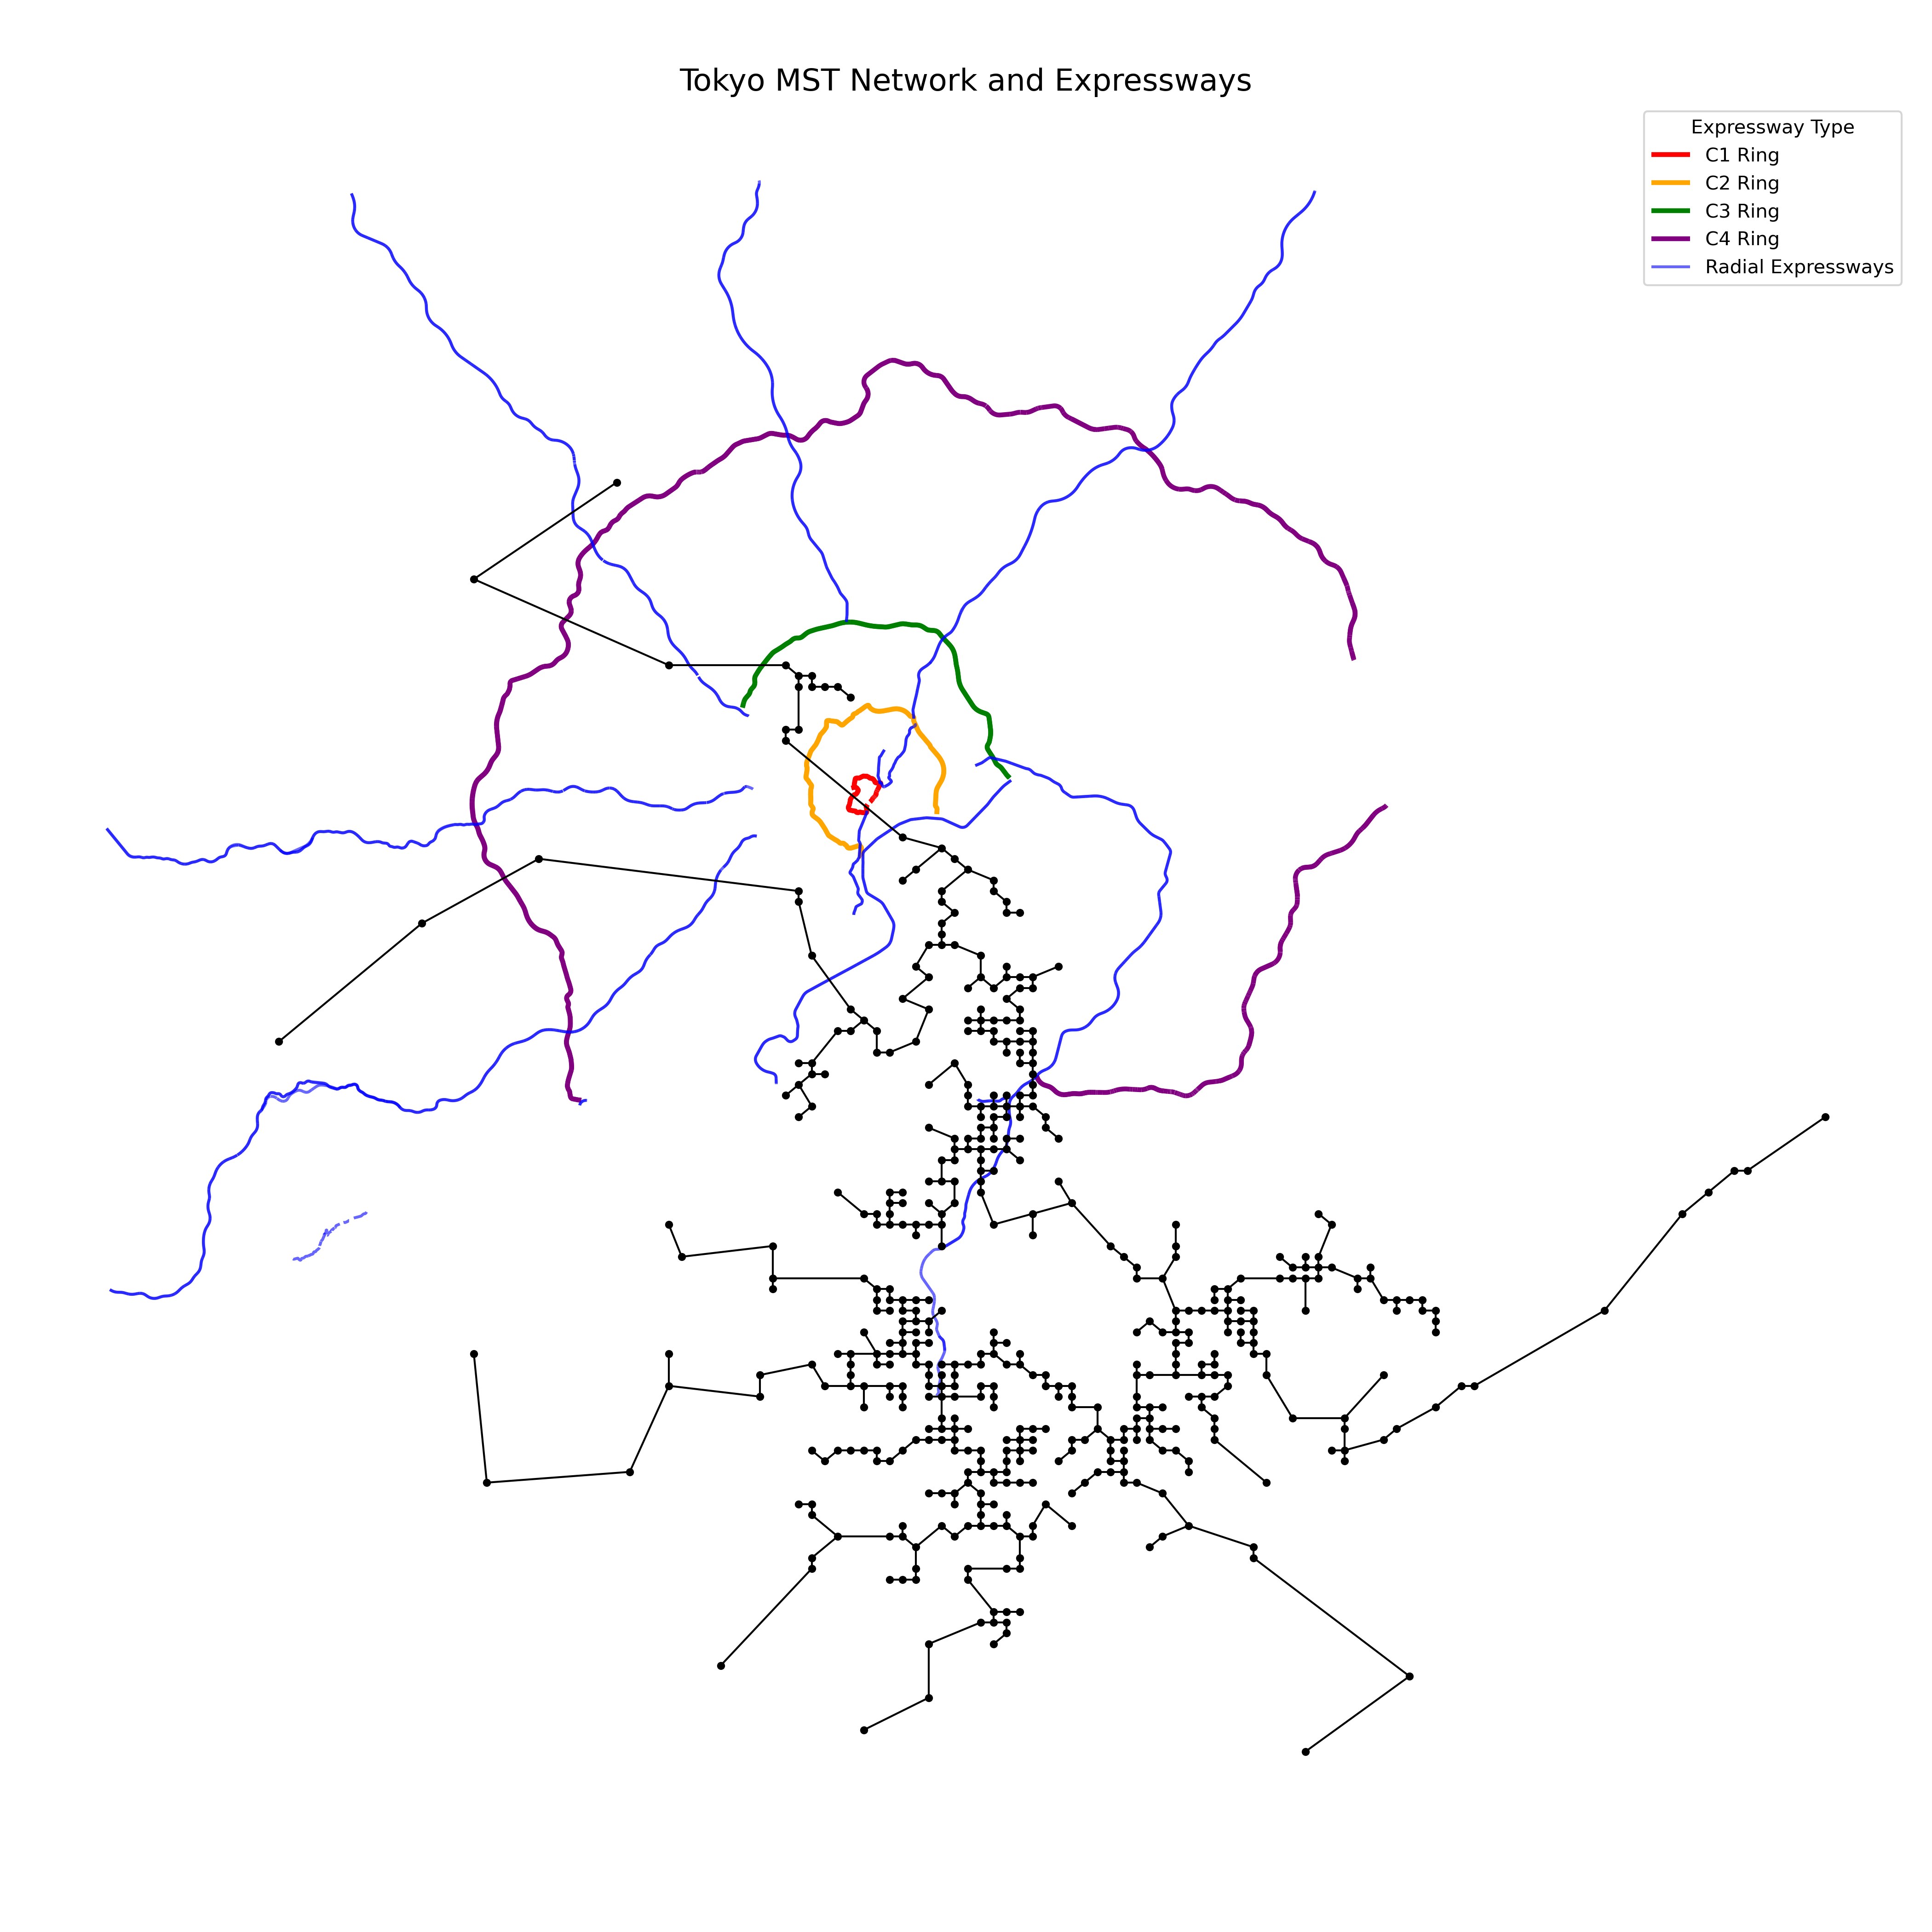 Tokyo MST Network and Expressways
Expressway Type
C1 Ring
C2 Ring
C3 Ring
C4 Ring
Radial Expressways